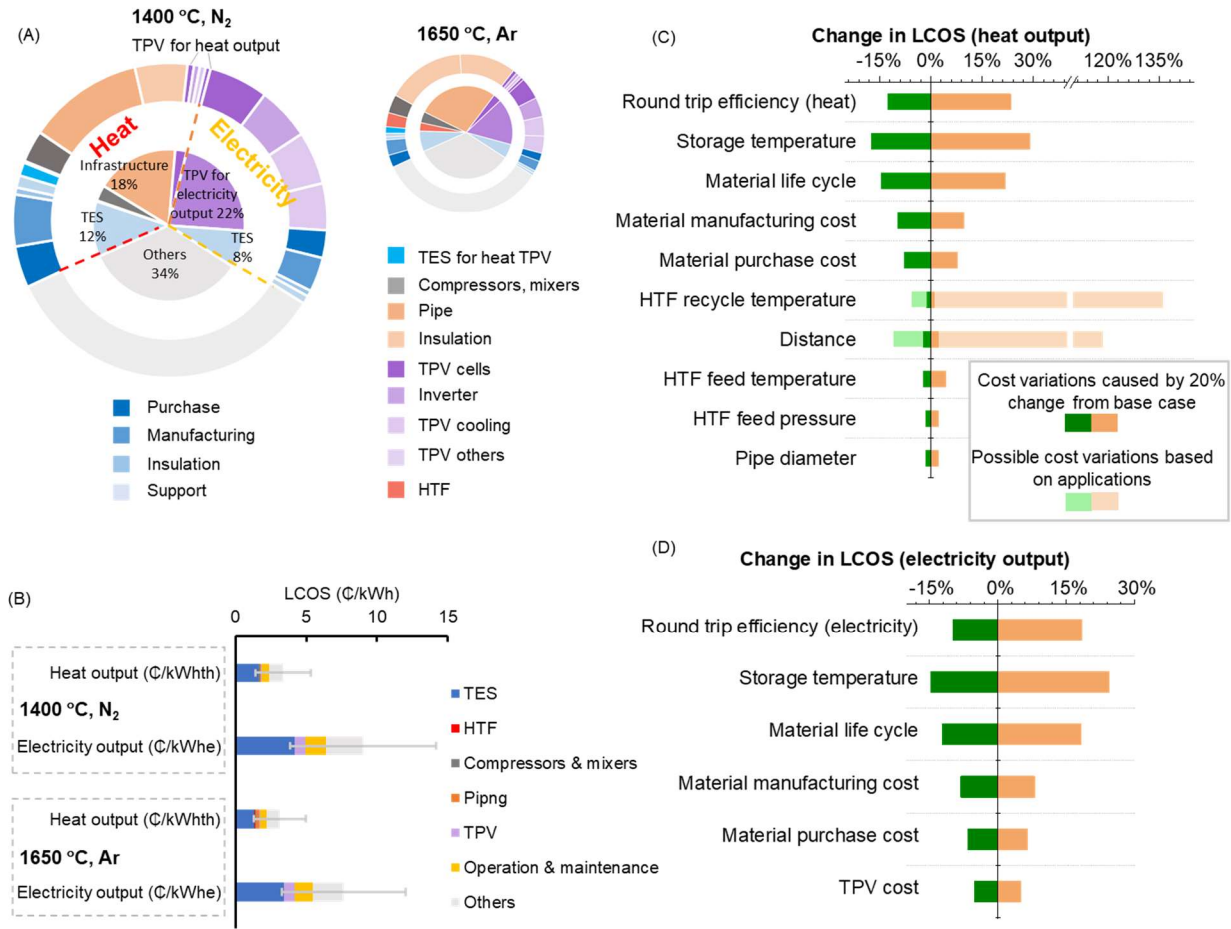 (A)
1400 °C, N₂
TPV for heat output
Heat
Electricity
Infrastructure
18%
TPV for
electricity
output 22%
TES
12%
TES
8%
Others
34%
Purchase
Manufacturing
Insulation
Support
1650 °C, Ar
TES for heat TPV
Compressors, mixers
Pipe
Insulation
TPV cells
Inverter
TPV cooling
TPV others
HTF
(B)
LCOS (₵/kWh)
0 5 10 15
Heat output (₵/kWhth)
1400 °C, N₂
Electricity output (₵/kWhe)
Heat output (₵/kWhth)
1650 °C, Ar
Electricity output (₵/kWhe)
TES
HTF
Compressors & mixers
Pipng
TPV
Operation & maintenance
Others
(C)
Change in LCOS (heat output)
-15% 0% 15% 30% 120% 135%
Round trip efficiency (heat)
Storage temperature
Material life cycle
Material manufacturing cost
Material purchase cost
HTF recycle temperature
Distance
HTF feed temperature
HTF feed pressure
Pipe diameter
Cost variations caused by 20%
change from base case
Possible cost variations based
on applications
(D)
Change in LCOS (electricity output)
-15% 0% 15% 30%
Round trip efficiency (electricity)
Storage temperature
Material life cycle
Material manufacturing cost
Material purchase cost
TPV cost